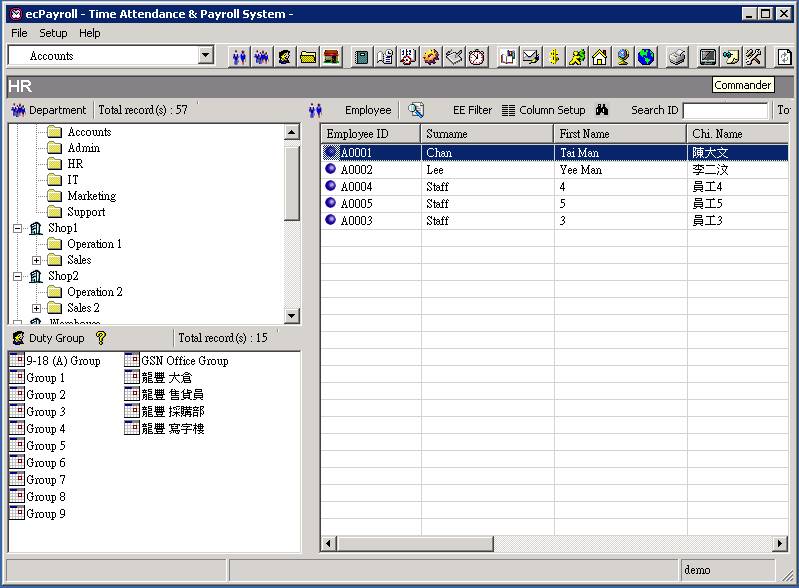 ecPayroll - Time Attendance & Payroll System -
File Setup Help
Accounts
HR
Commander
Department Total record(s) : 57 Employee EE Filter Column Setup Search ID To
Accounts
Admin
HR
IT
Marketing
Support
Shop1
Operation 1
Sales
Shop2
Operation 2
Sales 2
Warehouse
Duty Group Total record(s) : 15
9-18 (A) Group
Group 1
Group 2
Group 3
Group 4
Group 5
Group 6
Group 7
Group 8
Group 9
GSN Office Group
龍豐 大倉
龍豐 售貨員
龍豐 採購部
龍豐 寫字樓
Employee ID Surname First Name Chi. Name
A0001 Chan Tai Man 陳大文
A0002 Lee Yee Man 李二汶
A0004 Staff 4 員工4
A0005 Staff 5 員工5
A0003 Staff 3 員工3
demo